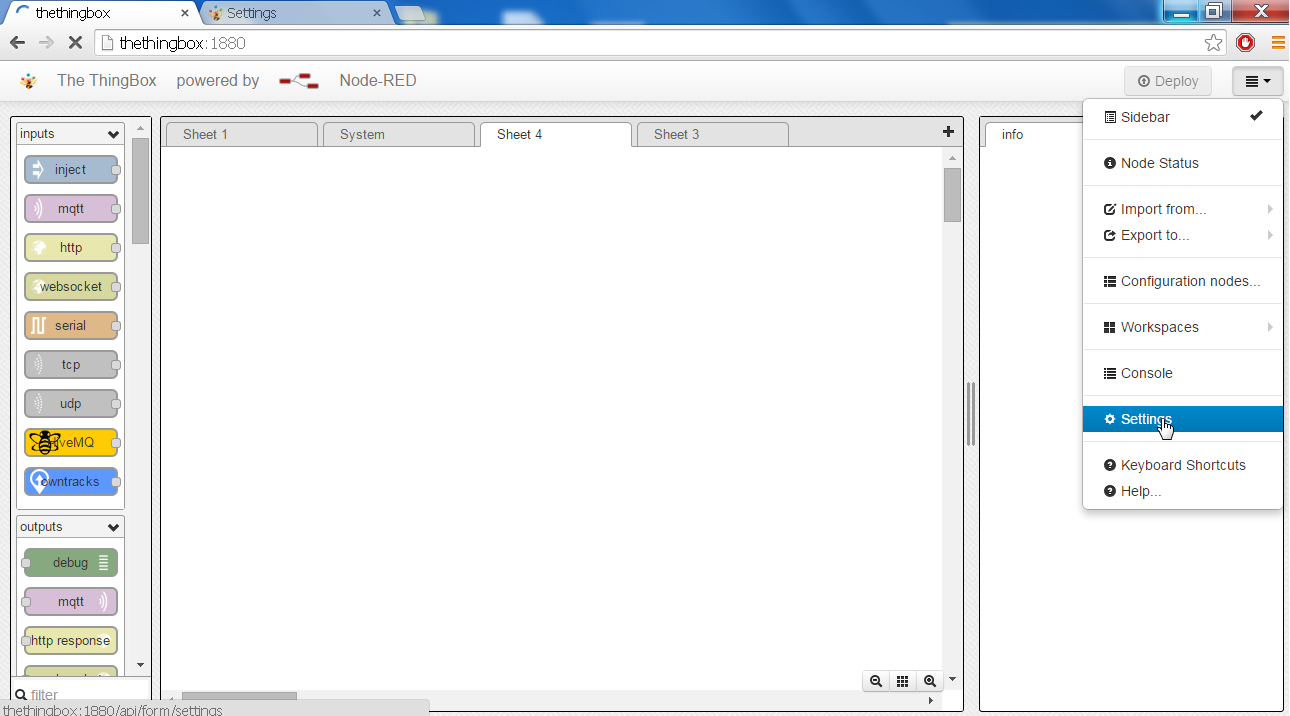 thethingbox
Settings
thethingbox:1880
The ThingBox powered by Node-RED
Deploy
inputs
inject
mqtt
http
websocket
serial
tcp
udp
owntracks
outputs
debug
mqtt
http response
filter
Sheet 1
System
Sheet 4
Sheet 3
info
Sidebar
Node Status
Import from...
Export to...
Configuration nodes...
Workspaces
Console
Settings
Keyboard Shortcuts
Help...
thethingbox:1880/api/form/settings